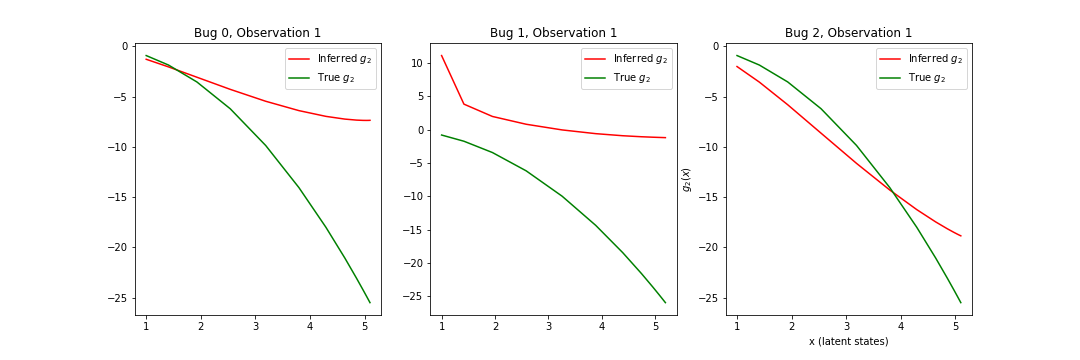 Bug 0, Observation 1
Inferred g₂
True g₂
0
−5
−10
−15
−20
−25
1 2 3 4 5
Bug 1, Observation 1
Inferred g₂
True g₂
10
5
0
−5
−10
−15
−20
−25
1 2 3 4 5
Bug 2, Observation 1
Inferred g₂
True g₂
g₂(x)
0
−5
−10
−15
−20
−25
1 2 3 4 5
x (latent states)